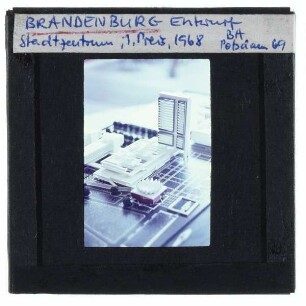 BRANDENBURG Entwurf
Stadtzentrum, 1. Preis, 1968 BA
Potsdam 69